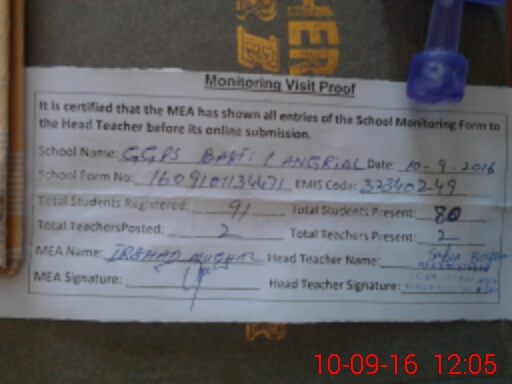 Monitoring Visit Proof
It is certified that the MEA has shown all entries of the School Monitoring Form to
the Head Teacher before its online submission.
School Name: GGPS BASTI LANGRIAL Date: 10-9-2016
School Form No: 1609101134471 EMIS Code: 32340249
Total Students Registered: 91 Total Students Present: 80
Total TeachersPosted: 2 Total Teachers Present: 2
MEA Name: IRSHAD MUGHAL Head Teacher Name:
MEA Signature: Head Teacher Signature:
10-09-16 12:05